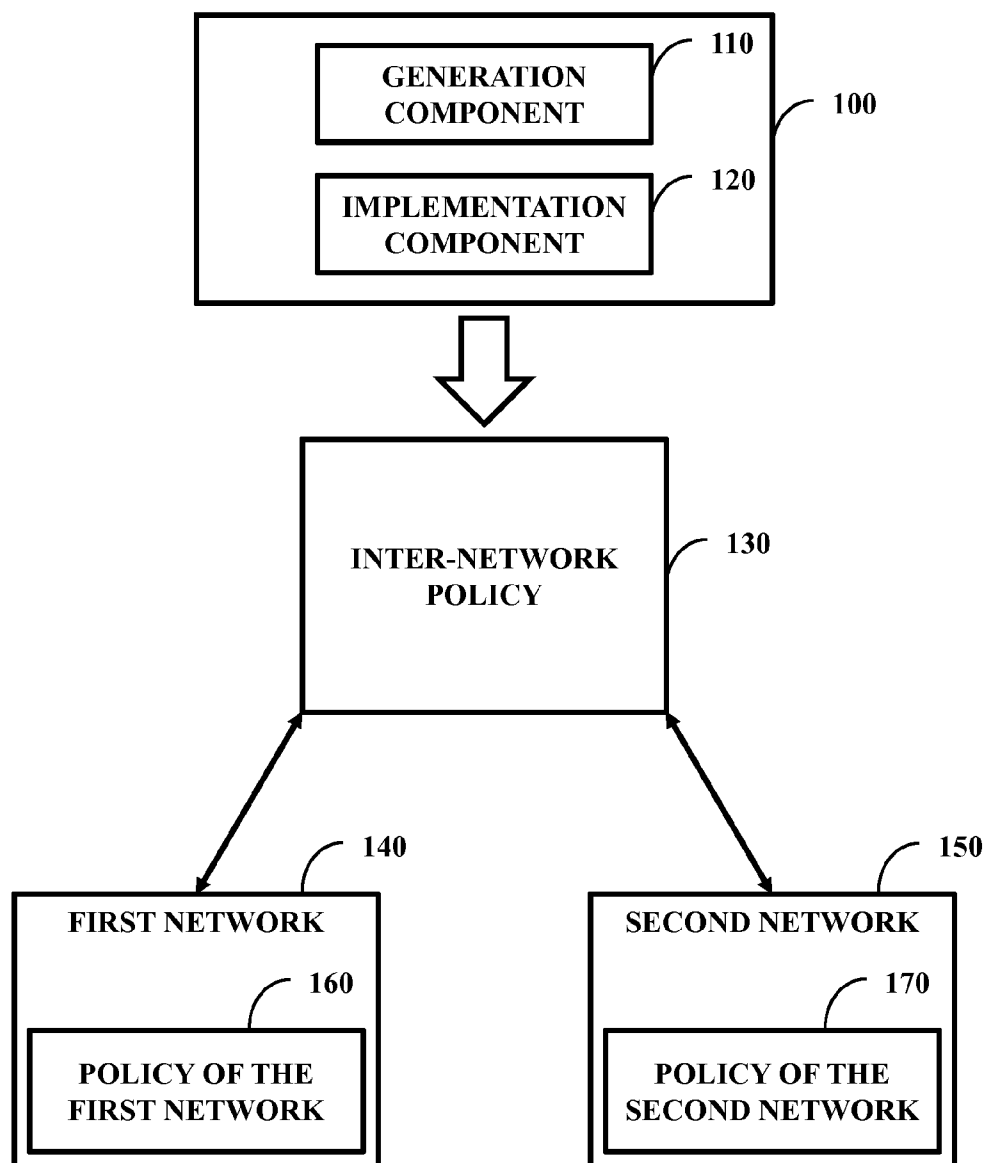 110
GENERATION
COMPONENT
100
120
IMPLEMENTATION
COMPONENT
INTER-NETWORK
POLICY
130
140
FIRST NETWORK
160
POLICY OF THE
FIRST NETWORK
150
SECOND NETWORK
170
POLICY OF THE
SECOND NETWORK